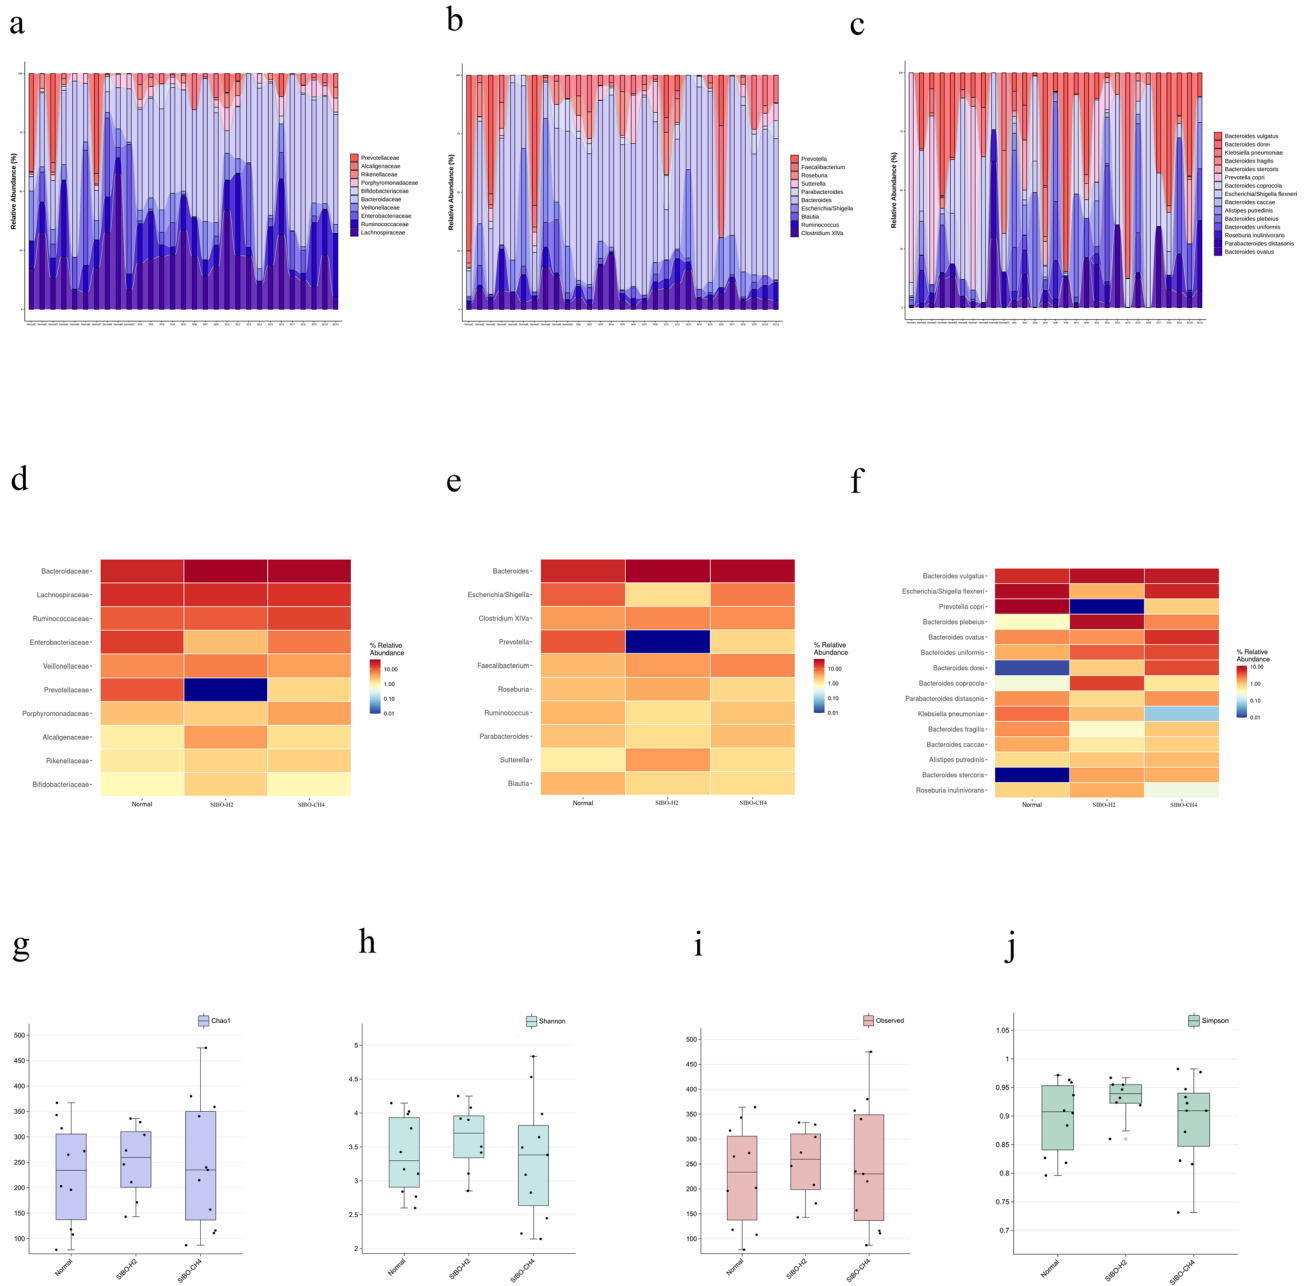 a
b
c
Relative Abundance (%)
Prevotellaceae
Alcaligenaceae
Rikenellaceae
Porphyromonadaceae
Bifidobacteriaceae
Bacteroidaceae
Veillonellaceae
Enterobacteriaceae
Ruminococcaceae
Lachnospiraceae
Relative Abundance (%)
Prevotella
Faecalibacterium
Roseburia
Sutterella
Parabacteroides
Bacteroides
Escherichia/Shigella
Blautia
Ruminococcus
Clostridium XIVa
Relative Abundance (%)
Bacteroides vulgatus
Bacteroides dorei
Klebsiella pneumoniae
Bacteroides fragilis
Bacteroides stercoris
Prevotella copri
Bacteroides coprocola
Escherichia/Shigella flexneri
Bacteroides caccae
Alistipes putredinis
Bacteroides plebeius
Bacteroides uniformis
Roseburia inulinivorans
Parabacteroides distasonis
Bacteroides ovatus
d
e
f
Bacteroidaceae
Lachnospiraceae
Ruminococcaceae
Enterobacteriaceae
Veillonellaceae
Prevotellaceae
Porphyromonadaceae
Alcaligenaceae
Rikenellaceae
Bifidobacteriaceae
Normal
SIBO-H2
SIBO-CH4
% Relative
Abundance
10.00
1.00
0.10
0.01
Bacteroides
Escherichia/Shigella
Clostridium XIVa
Prevotella
Faecalibacterium
Roseburia
Ruminococcus
Parabacteroides
Sutterella
Blautia
Normal
SIBO-H2
SIBO-CH4
% Relative
Abundance
10.00
1.00
0.10
0.01
Bacteroides vulgatus
Escherichia/Shigella flexneri
Prevotella copri
Bacteroides plebeius
Bacteroides ovatus
Bacteroides uniformis
Bacteroides dorei
Bacteroides coprocola
Parabacteroides distasonis
Klebsiella pneumoniae
Bacteroides fragilis
Bacteroides caccae
Alistipes putredinis
Bacteroides stercoris
Roseburia inulinivorans
Normal
SIBO-H2
SIBO-CH4
% Relative
Abundance
10.00
1.00
0.10
0.01
g
h
i
j
Chao1
500
450
400
350
300
250
200
150
100
Normal
SIBO-H2
SIBO-CH4
Shannon
5
4.5
4
3.5
3
2.5
2
Normal
SIBO-H2
SIBO-CH4
Observed
500
450
400
350
300
250
200
150
100
Normal
SIBO-H2
SIBO-CH4
Simpson
1.05
1
0.95
0.9
0.85
0.8
0.75
0.7
Normal
SIBO-H2
SIBO-CH4